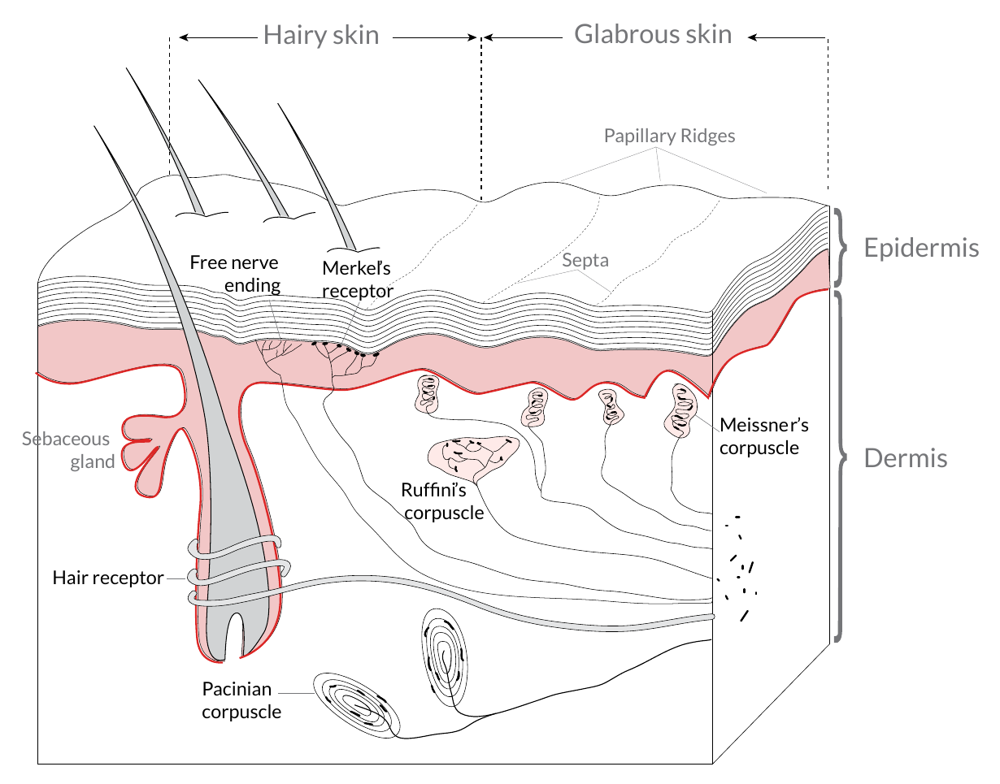 Hairy skin
Glabrous skin
Papillary Ridges
Epidermis
Free nerve
ending
Merkel's
receptor
Septa
Sebaceous
gland
Meissner's
corpuscle
Dermis
Ruffini's
corpuscle
Hair receptor
Pacinian
corpuscle